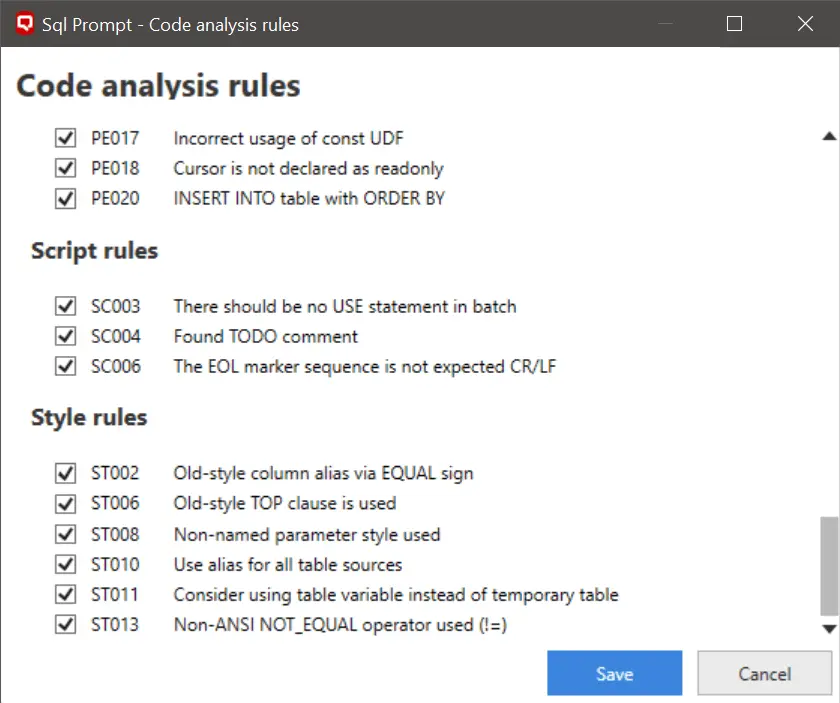 Sql Prompt - Code analysis rules
Code analysis rules
PE017 Incorrect usage of const UDF
PE018 Cursor is not declared as readonly
PE020 INSERT INTO table with ORDER BY
Script rules
SC003 There should be no USE statement in batch
SC004 Found TODO comment
SC006 The EOL marker sequence is not expected CR/LF
Style rules
ST002 Old-style column alias via EQUAL sign
ST006 Old-style TOP clause is used
ST008 Non-named parameter style used
ST010 Use alias for all table sources
ST011 Consider using table variable instead of temporary table
ST013 Non-ANSI NOT_EQUAL operator used (!=)
Save Cancel